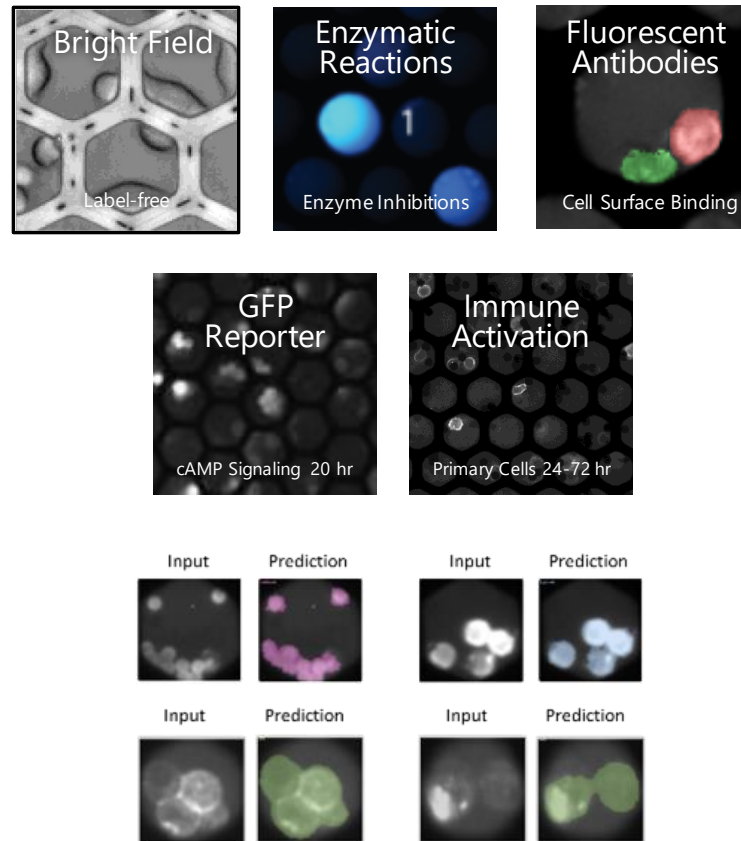 Bright Field
Label-free
Enzymatic
Reactions
1
Enzyme Inhibitions
Fluorescent
Antibodies
Cell Surface Binding
GFP
Reporter
cAMP Signaling 20 hr
Immune
Activation
Primary Cells 24-72 hr
Input Prediction Input Prediction
Input Prediction Input Prediction